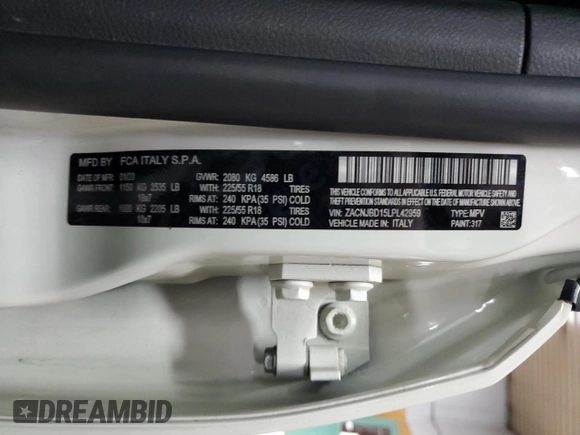 MFD BY FCA ITALY S.P.A.
DATE OF MFR: GVWR: 2080 KG 4586 LB
GAWR FRONT: 1150 KG 2535 LB WITH: 225/55 R18 TIRES
18x7 RIMS AT: 240 KPA (35 PSI) COLD
GAWR REAR: 1000 KG 2205 LB WITH: 225/55 R18 TIRES
18x7 RIMS AT: 240 KPA (35 PSI) COLD
THIS VEHICLE CONFORMS TO ALL APPLICABLE
U.S.A. FEDERAL MOTOR VEHICLE SAFETY, BUMPER
AND THEFT PREVENTION STANDARDS IN EFFECT ON
THE DATE OF MANUFACTURE SHOWN ABOVE.
VIN: ZACNJBD15LPL42959 TYPE: MPV
VEHICLE MADE IN: ITALY PAINT: 317
DREAMBID